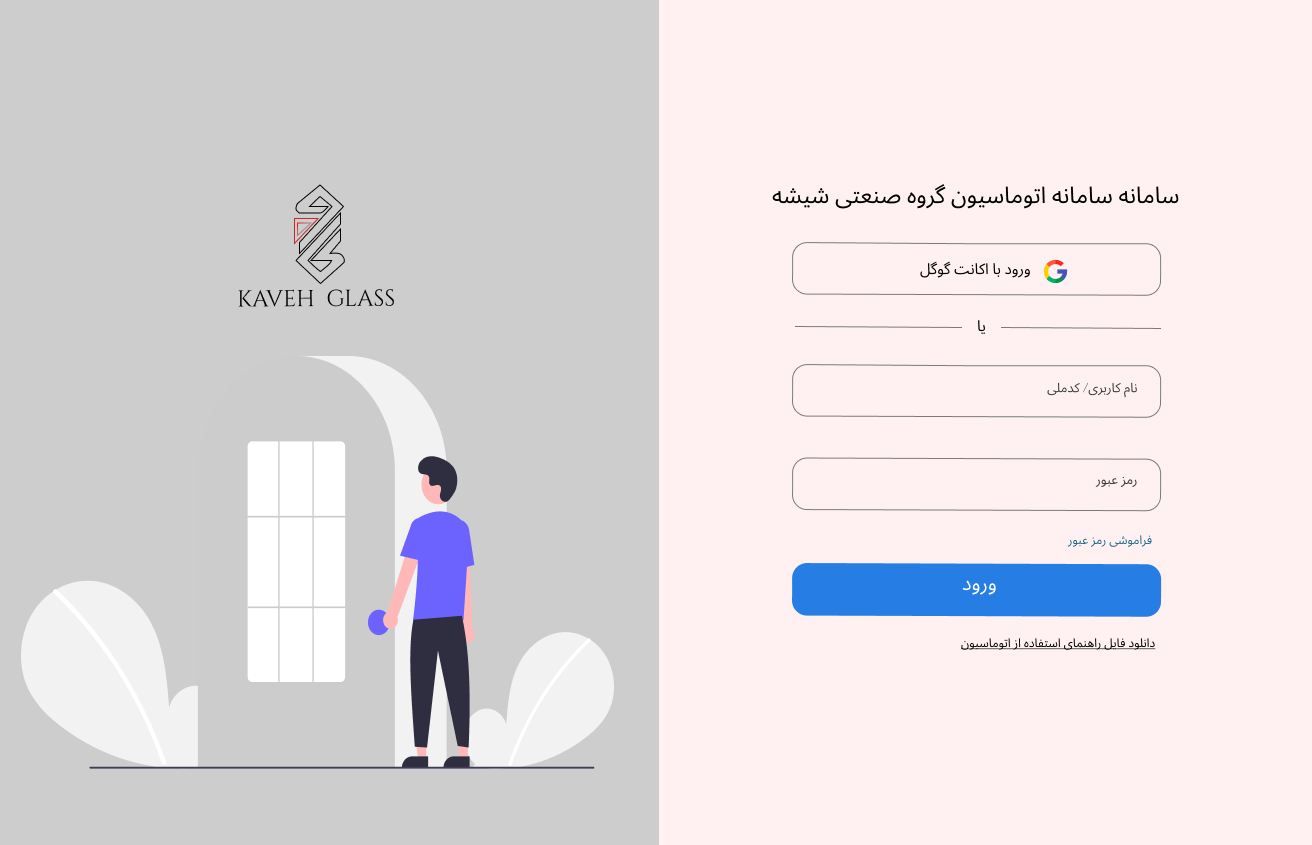 KAVEH GLASS
سامانه سامانه اتوماسیون گروه صنعتی شیشه
ورود با اکانت گوگل
یا
نام کاربری/ کدملی
رمز عبور
فراموشی رمز عبور
ورود
دانلود فایل راهنمای استفاده از اتوماسیون